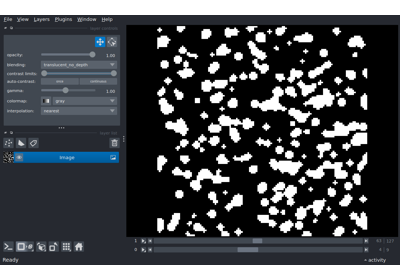 File View Layers Plugins Window Help
opacity: 1.00
blending: translucent_no_depth
contrast limits:
auto-contrast: once continuous
gamma: 1.00
colormap: gray
interpolation: nearest
Image
1
0
Ready
activity